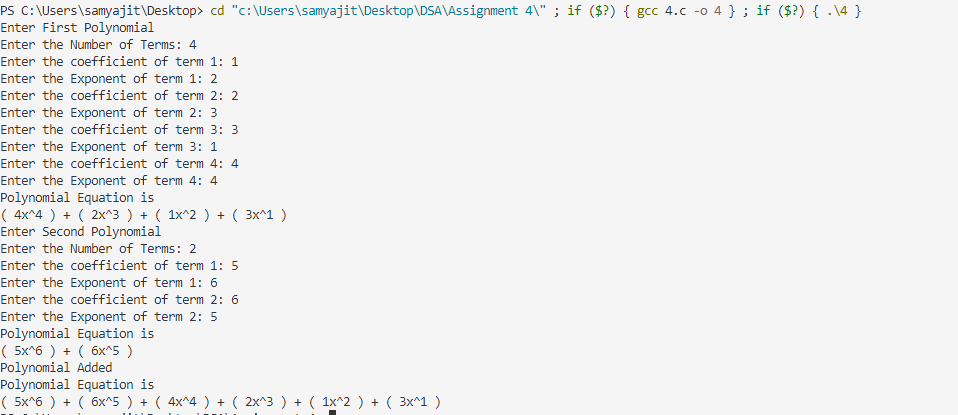 PS C:\Users\samyajit\Desktop> cd "c:\Users\samyajit\Desktop\DSA\Assignment 4\" ; if ($?) { gcc 4.c -o 4 } ; if ($?) { .\4 }
Enter First Polynomial
Enter the Number of Terms: 4
Enter the coefficient of term 1: 1
Enter the Exponent of term 1: 2
Enter the coefficient of term 2: 2
Enter the Exponent of term 2: 3
Enter the coefficient of term 3: 3
Enter the Exponent of term 3: 1
Enter the coefficient of term 4: 4
Enter the Exponent of term 4: 4
Polynomial Equation is
( 4x^4 ) + ( 2x^3 ) + ( 1x^2 ) + ( 3x^1 )
Enter Second Polynomial
Enter the Number of Terms: 2
Enter the coefficient of term 1: 5
Enter the Exponent of term 1: 6
Enter the coefficient of term 2: 6
Enter the Exponent of term 2: 5
Polynomial Equation is
( 5x^6 ) + ( 6x^5 )
Polynomial Added
Polynomial Equation is
( 5x^6 ) + ( 6x^5 ) + ( 4x^4 ) + ( 2x^3 ) + ( 1x^2 ) + ( 3x^1 )